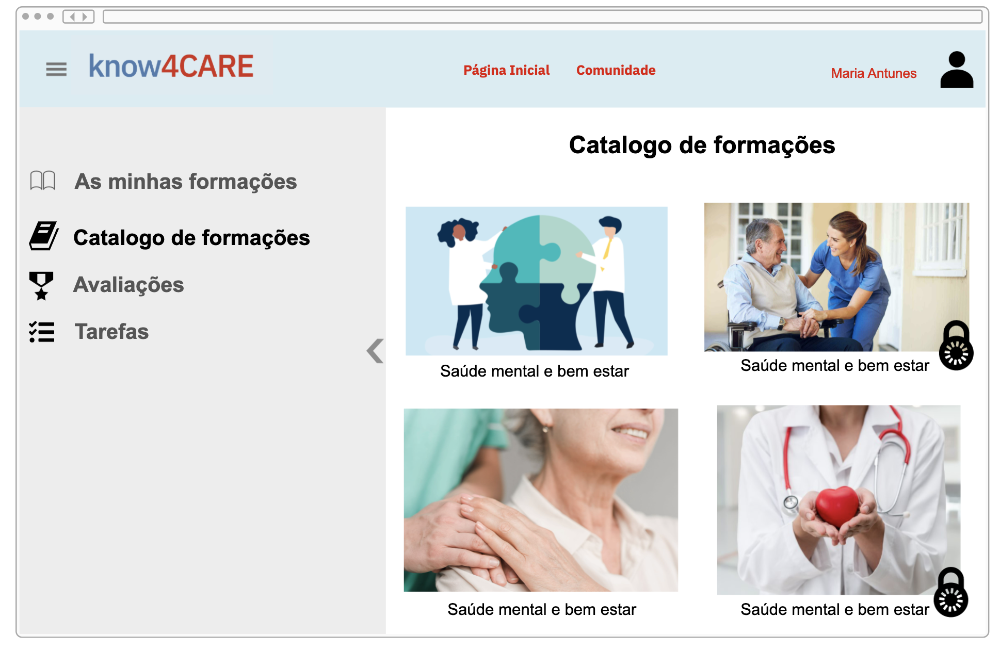 know4CARE
Página Inicial
Comunidade
Maria Antunes
As minhas formações
Catalogo de formações
Avaliações
Tarefas
Catalogo de formações
Saúde mental e bem estar
Saúde mental e bem estar
Saúde mental e bem estar
Saúde mental e bem estar